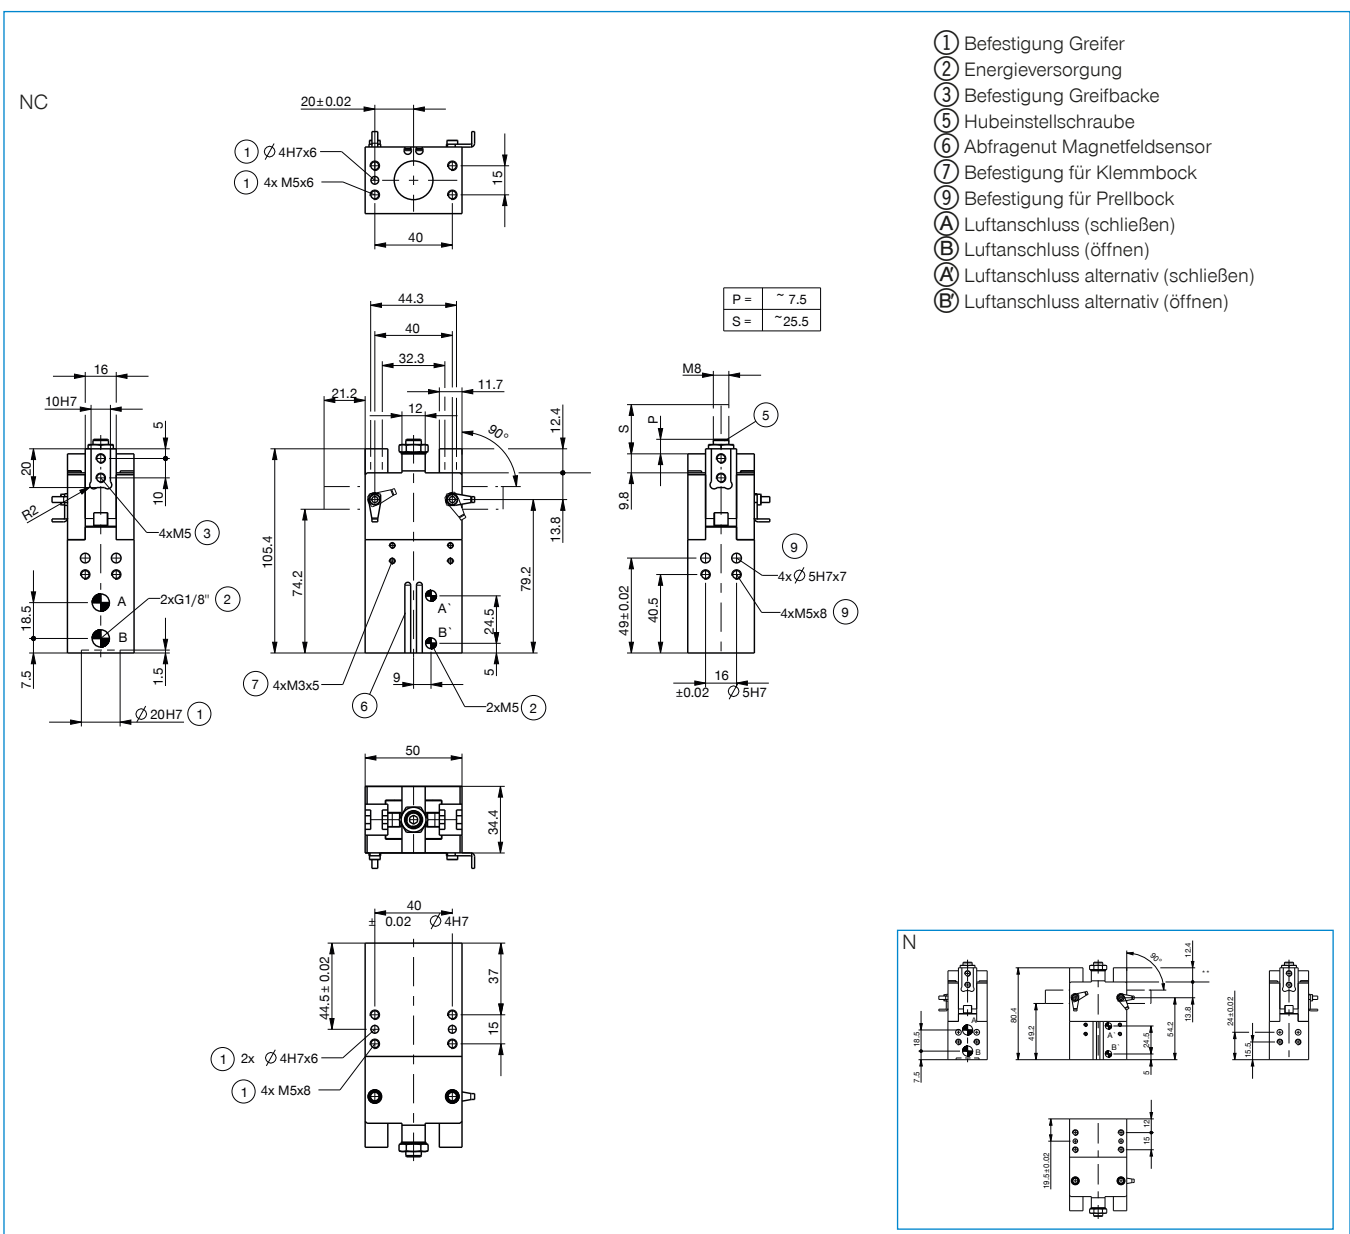 ① Befestigung Greifer
② Energieversorgung
③ Befestigung Greifbacke
⑤ Hubeinstellschraube
⑥ Abfragenut Magnetfeldsensor
⑦ Befestigung für Klemmbock
⑨ Befestigung für Prellbock
Ⓐ Luftanschluss (schließen)
Ⓑ Luftanschluss (öffnen)
A' Luftanschluss alternativ (schließen)
B' Luftanschluss alternativ (öffnen)
NC
20±0.02
① Ø 4H7x6
① 4x M5x6
15
40
P = ~ 7.5
S = ~25.5
16
10H7
5
20
10
R2
4xM5 ③
2xG1/8" ②
A
B
18.5
7.5
1.5
Ø 20H7 ①
44.3
40
32.3
11.7
21.2
12
12.4
90°
13.8
105.4
74.2
79.2
A`
B`
24.5
5
9
⑦ 4xM3x5
⑥
2xM5 ②
M8
S
P
⑤
9.8
⑨
4xØ 5H7x7
4xM5x8 ⑨
49±0.02
40.5
16
±0.02 Ø 5H7
50
34.4
40
± 0.02 Ø 4H7
44.5±0.02
37
15
① 2x Ø 4H7x6
① 4x M5x8
N
18.5
7.5
A
B
80.4
49.2
90°
12.4
13.8
54.2
A`
B`
24.5
5
24±0.02
15.5
12
15
19.5±0.02